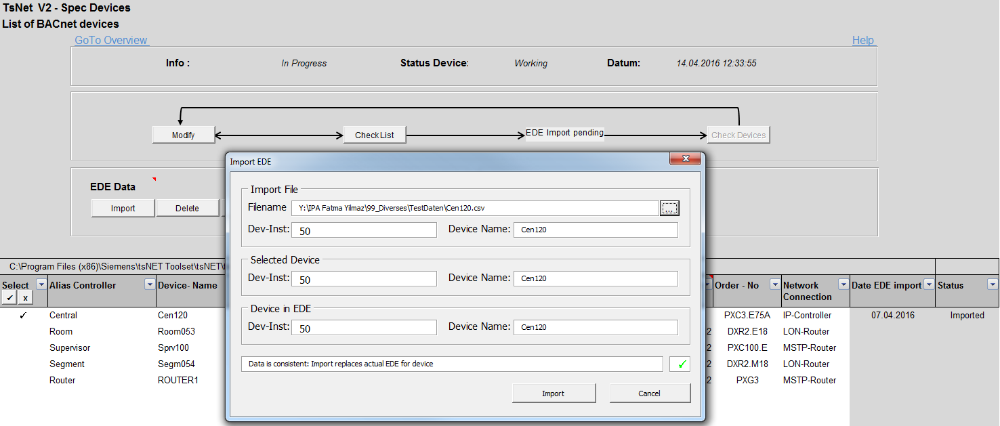 TsNet V2 - Spec Devices
List of BACnet devices
GoTo Overview Help
Info : In Progress Status Device: Working Datum: 14.04.2016 12:33:55
Modify Check List EDE Import pending Check Devices
Import EDE
EDE Data
Import Delete
Import File
Filename Y:\IPA Fatma Yilmaz\99_Diverses\TestDaten\Cen120.csv ...
Dev-Inst: 50 Device Name: Cen120
Selected Device
Dev-Inst: 50 Device Name: Cen120
Device in EDE
Dev-Inst: 50 Device Name: Cen120
Data is consistent: Import replaces actual EDE for device ✓
Import Cancel
C:\Program Files (x86)\Siemens\tsNET Toolset\tsNET\
Select Alias Controller Device- Name Order - No Network Connection Date EDE import Status
✓ x
✓ Central Cen120 PXC3.E75A IP-Controller 07.04.2016 Imported
Room Room053 2 DXR2.E18 LON-Router
Supervisor Sprv100 2 PXC100.E MSTP-Router
Segment Segm054 2 DXR2.M18 LON-Router
Router ROUTER1 2 PXG3 MSTP-Router